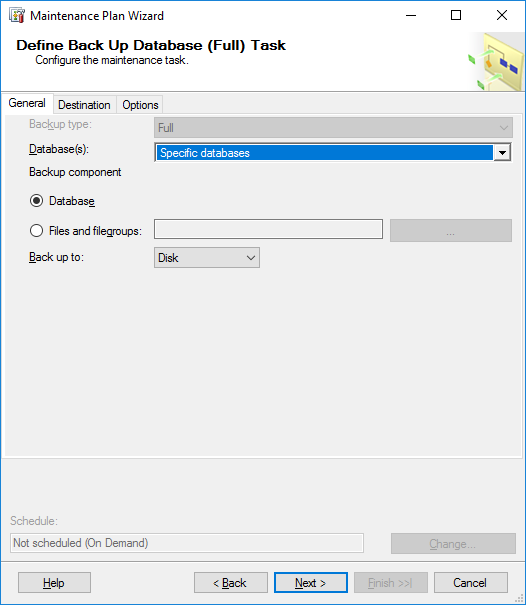 Maintenance Plan Wizard
Define Back Up Database (Full) Task
Configure the maintenance task.
General Destination Options
Backup type: Full
Database(s): Specific databases
Backup component
Database
Files and filegroups: ...
Back up to: Disk
Schedule:
Not scheduled (On Demand) Change...
Help < Back Next > Finish >>| Cancel